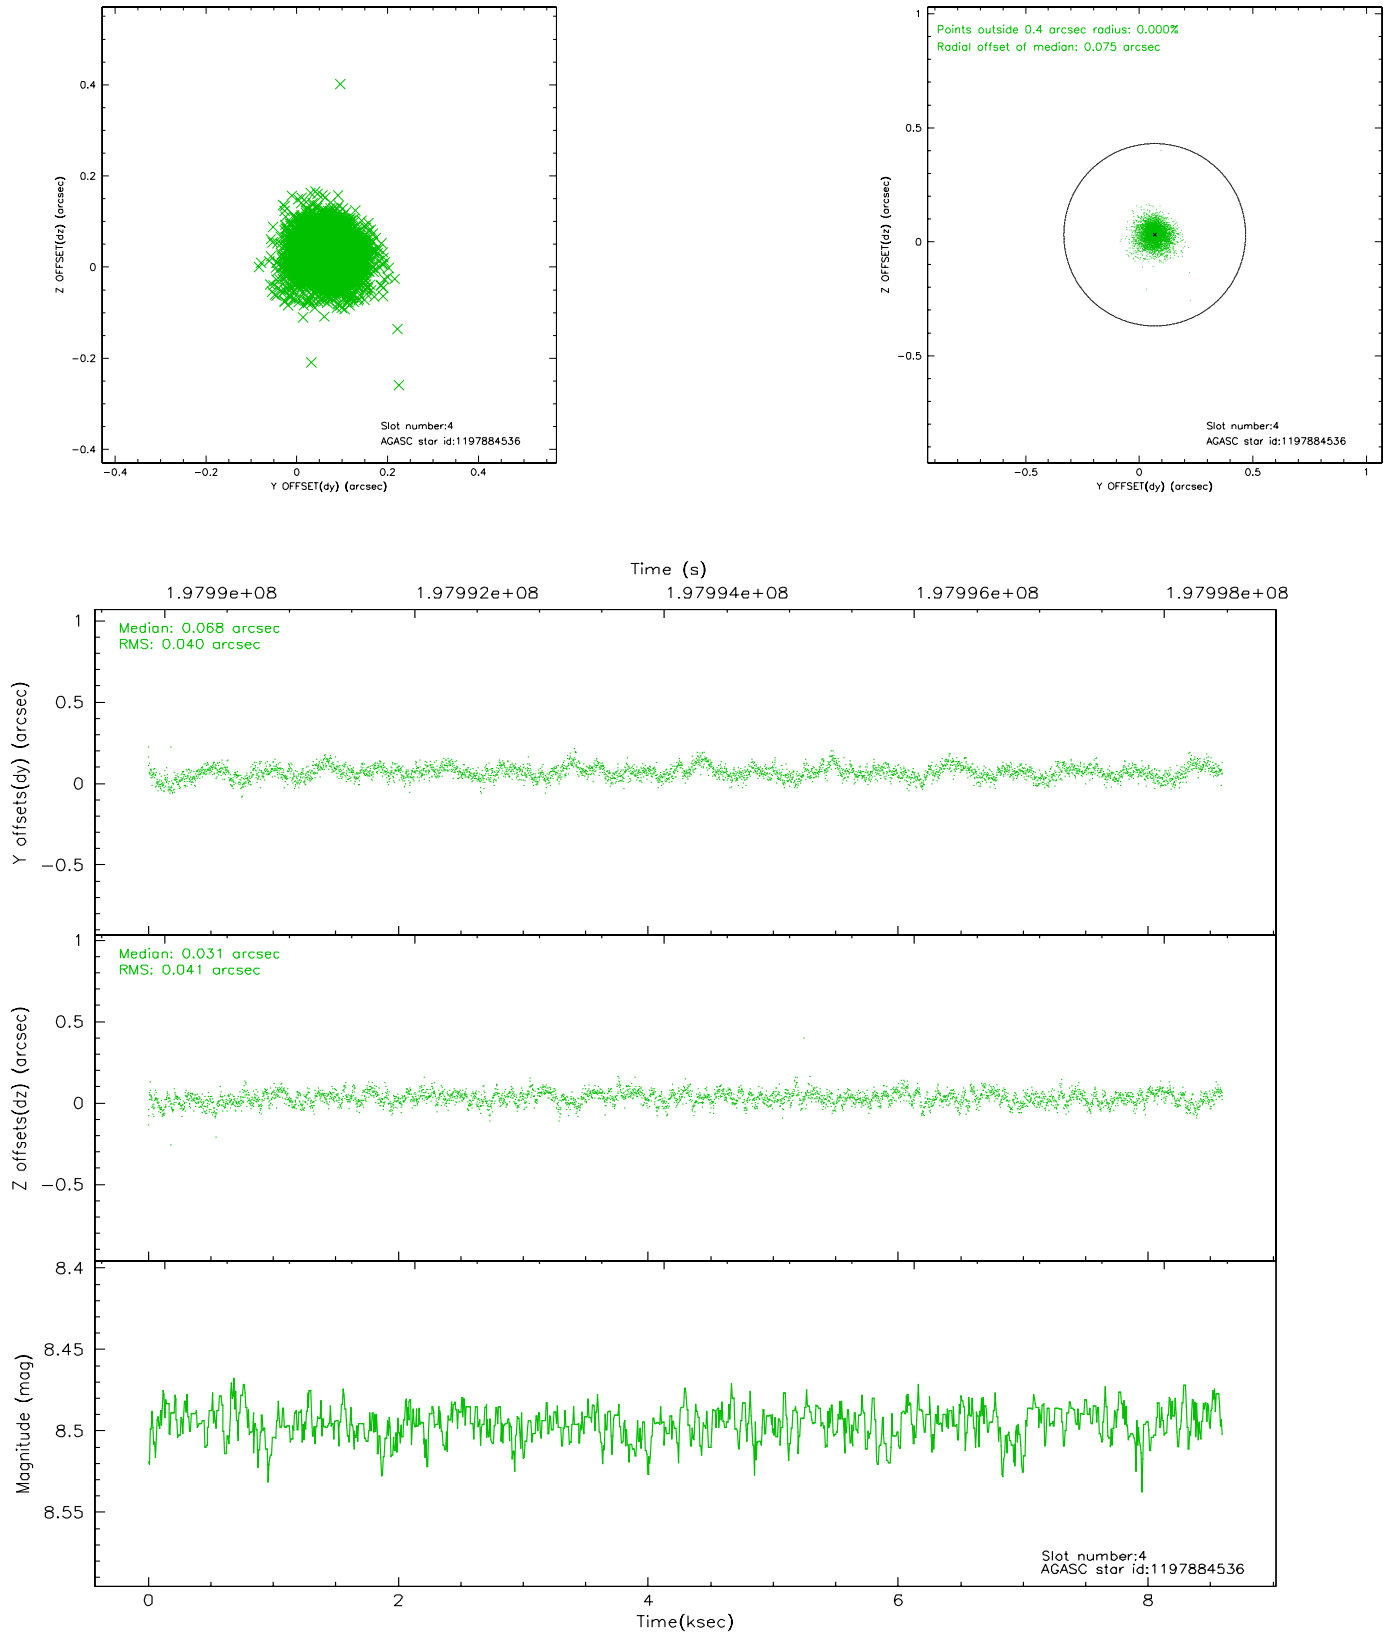 0.4
0.2
0
−0.2
−0.4
Z OFFSET(dz) (arcsec)
Slot number:4
AGASC star id:1197884536
−0.4 −0.2 0 0.2 0.4
Y OFFSET(dy) (arcsec)
1
0.5
0
−0.5
Z OFFSET(dz) (arcsec)
Points outside 0.4 arcsec radius: 0.000%
Radial offset of median: 0.075 arcsec
Slot number:4
AGASC star id:1197884536
−0.5 0 0.5 1
Y OFFSET(dy) (arcsec)
Time (s)
1.9799e+08 1.97992e+08 1.97994e+08 1.97996e+08 1.97998e+08
Median: 0.068 arcsec
RMS: 0.040 arcsec
1
0.5
0
−0.5
Y offsets(dy) (arcsec)
Median: 0.031 arcsec
RMS: 0.041 arcsec
1
0.5
0
−0.5
Z offsets(dz) (arcsec)
8.4
8.45
8.5
8.55
Magnitude (mag)
Slot number:4
AGASC star id:1197884536
0 2 4 6 8
Time(ksec)